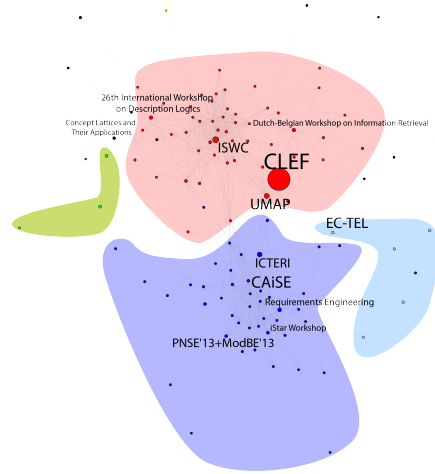 26th International Workshop
on Description Logics
Concept Lattices and
Their Applications
Dutch-Belgian Workshop on Information Retrieval
ISWC
CLEF
UMAP
EC-TEL
ICTERI
CAiSE
Requirements Engineering
iStar Workshop
PNSE'13+ModBE'13